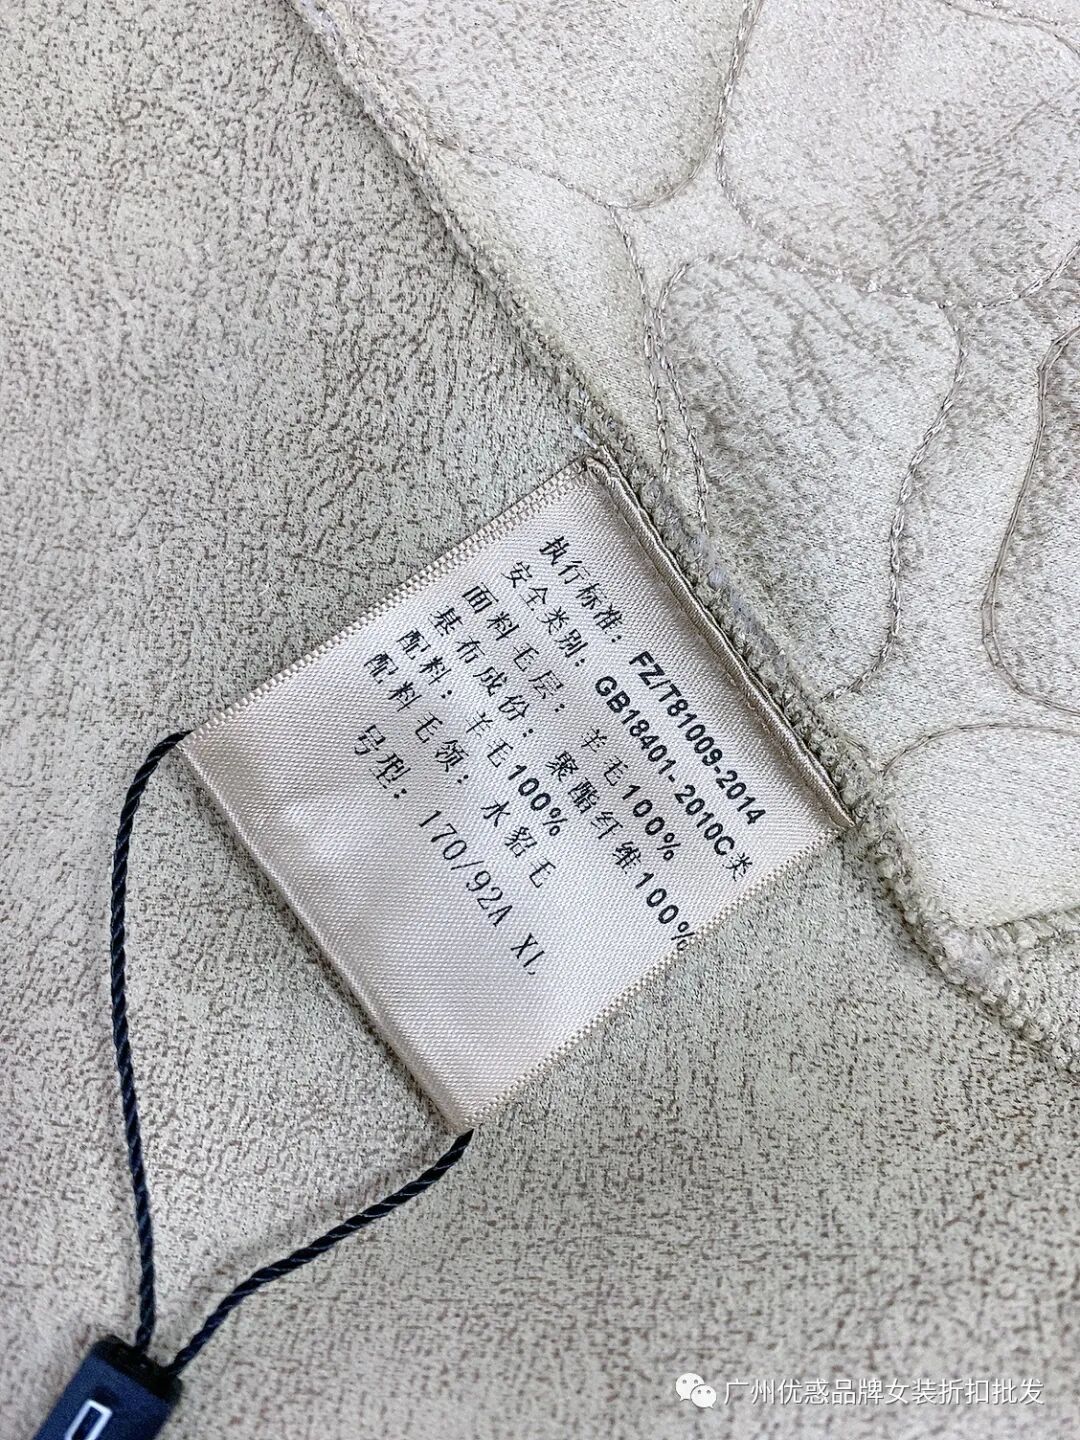 执行标准：FZ/T81009-2014
安全类别：GB18401-2010C类
面料毛层：羊毛100%
基布成份：聚酯纤维100%
配料：羊毛100%
配料毛领：水貂毛
号型：170/92A XL
广州优惑品牌女装折扣批发